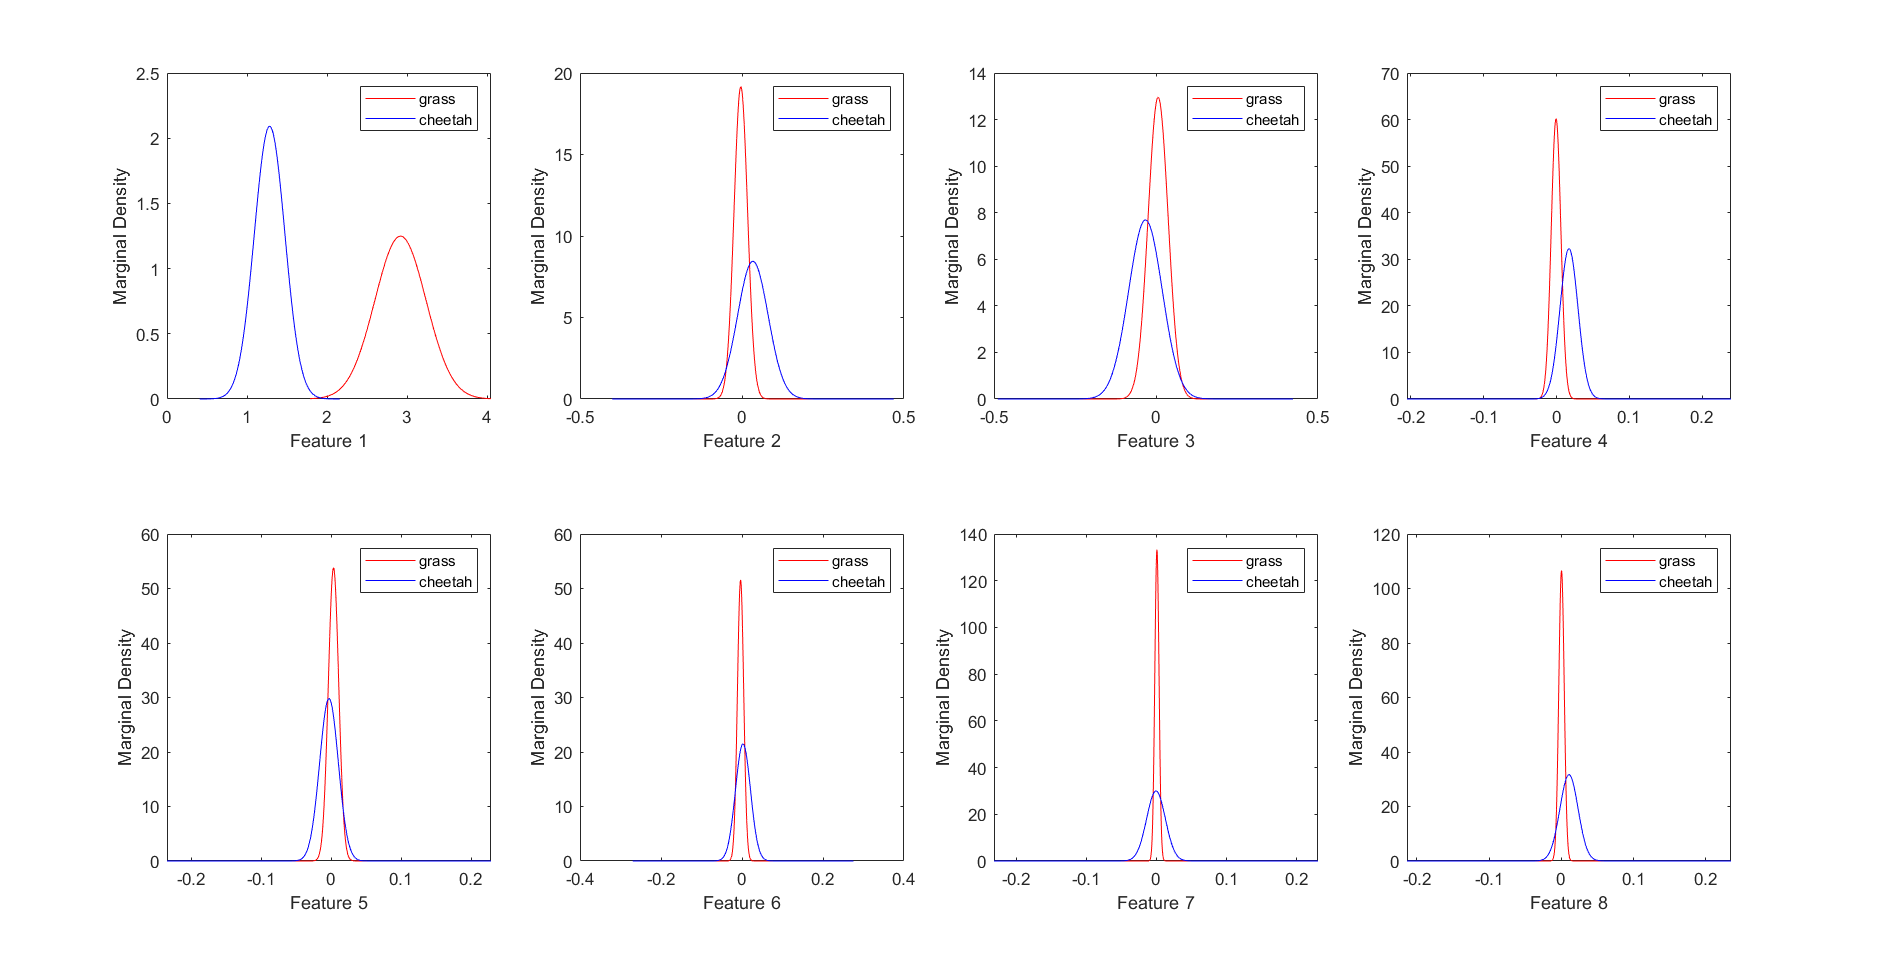 2.5
2
1.5
1
0.5
0
0 1 2 3 4
Marginal Density
Feature 1
grass
cheetah
20
15
10
5
0
-0.5 0 0.5
Marginal Density
Feature 2
grass
cheetah
14
12
10
8
6
4
2
0
-0.5 0 0.5
Marginal Density
Feature 3
grass
cheetah
70
60
50
40
30
20
10
0
-0.2 -0.1 0 0.1 0.2
Marginal Density
Feature 4
grass
cheetah
60
50
40
30
20
10
0
-0.2 -0.1 0 0.1 0.2
Marginal Density
Feature 5
grass
cheetah
60
50
40
30
20
10
0
-0.4 -0.2 0 0.2 0.4
Marginal Density
Feature 6
grass
cheetah
140
120
100
80
60
40
20
0
-0.2 -0.1 0 0.1 0.2
Marginal Density
Feature 7
grass
cheetah
120
100
80
60
40
20
0
-0.2 -0.1 0 0.1 0.2
Marginal Density
Feature 8
grass
cheetah